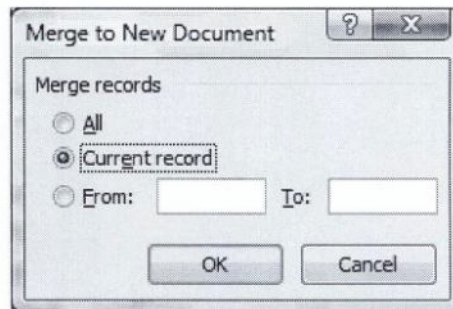 Merge to New Document
Merge records
All
Current record
From: To:
OK Cancel